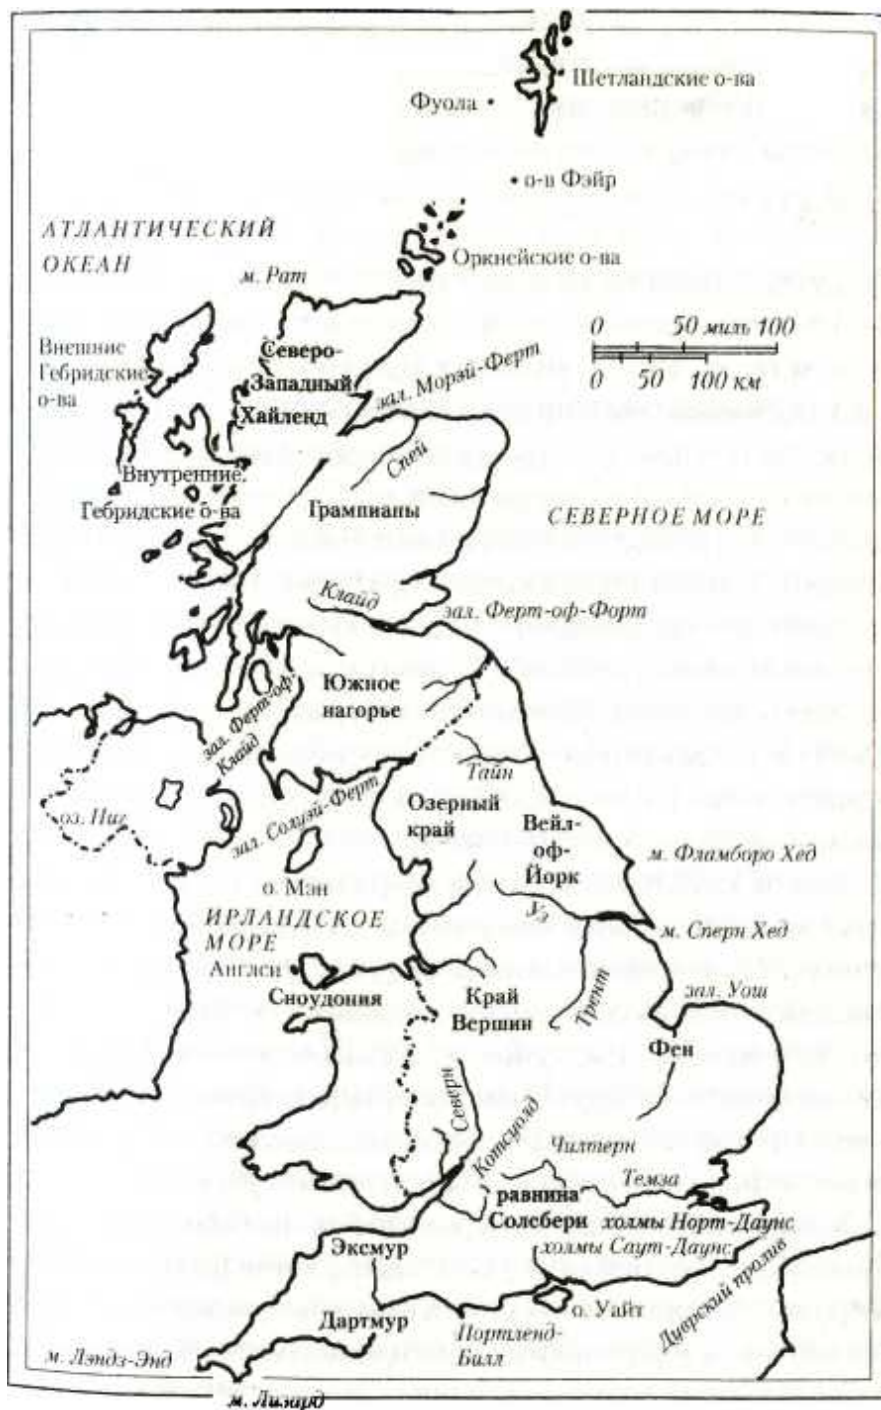 Шетландские о-ва
Фуола
о-в Фэйр
АТЛАНТИЧЕСКИЙ
ОКЕАН
Оркнейские о-ва
м. Рат
0 50 миль 100
0 50 100 км
Внешние
Гебридские
о-ва
Северо-
Западный
Хайленд
зал. Морэй-Ферт
Спей
Внутренние
Гебридские о-ва
Грампианы
СЕВЕРНОЕ МОРЕ
Клайд
зал. Ферт-оф-Форт
Южное
нагорье
зал. Ферт-оф-
Клайд
Тайн
оз. Ниг
зал. Солуэй-Ферт
Озерный
край
Вейл-
оф-
Йорк
м. Фламборо Хед
о. Мэн
ИРЛАНДСКОЕ
МОРЕ
Уз
м. Сперн Хед
Англси
Сноудония
Край
Вершин
Трент
зал. Уош
Фен
Северн
Котсуолд
Чилтерн
Темза
равнина
Солсбери
холмы Норт-Даунс
холмы Саут-Даунс
Эксмур
Дуврский пролив
о. Уайт
Дартмур
Портленд-
Билл
м. Лэндз-Энд
м. Лизард